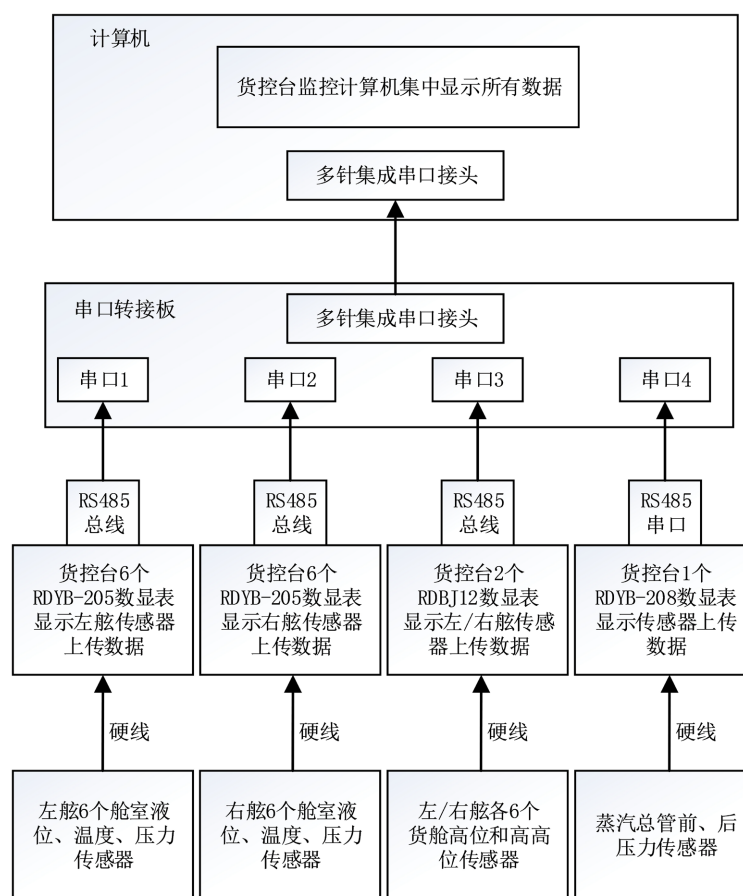 计算机
货控台监控计算机集中显示所有数据
多针集成串口接头
串口转接板
多针集成串口接头
串口1
串口2
串口3
串口4
RS485
总线
RS485
总线
RS485
总线
RS485
串口
货控台6个
RDYB-205数显表
显示左舷传感器
上传数据
货控台6个
RDYB-205数显表
显示右舷传感器
上传数据
货控台2个
RDBJ12数显表
显示左/右舷传感
器上传数据
货控台1个
RDYB-208数显表
显示传感器上传
数据
硬线
硬线
硬线
硬线
左舷6个舱室液
位、温度、压力
传感器
右舷6个舱室液
位、温度、压力
传感器
左/右舷各6个
货舱高位和高高
位传感器
蒸汽总管前、后
压力传感器